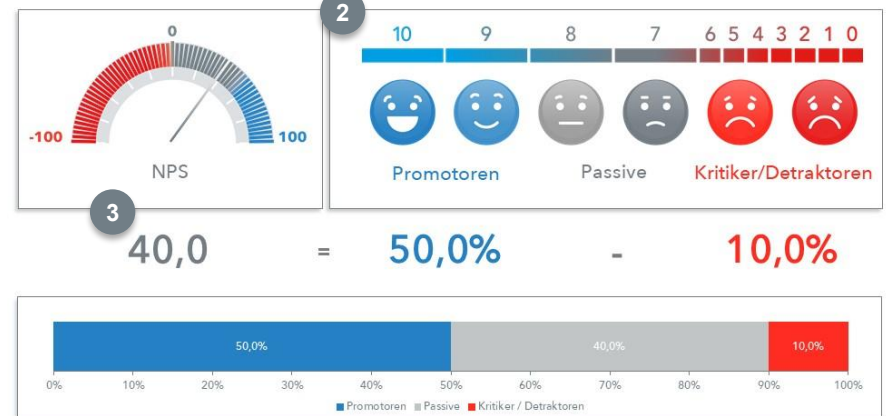 2
0
-100
100
NPS
10 9 8 7 6 5 4 3 2 1 0
Promotoren Passive Kritiker/Detraktoren
3
40,0 = 50,0% - 10,0%
50,0% 40,0% 10,0%
0% 10% 20% 30% 40% 50% 60% 70% 80% 90% 100%
Promotoren Passive Kritiker / Detraktoren